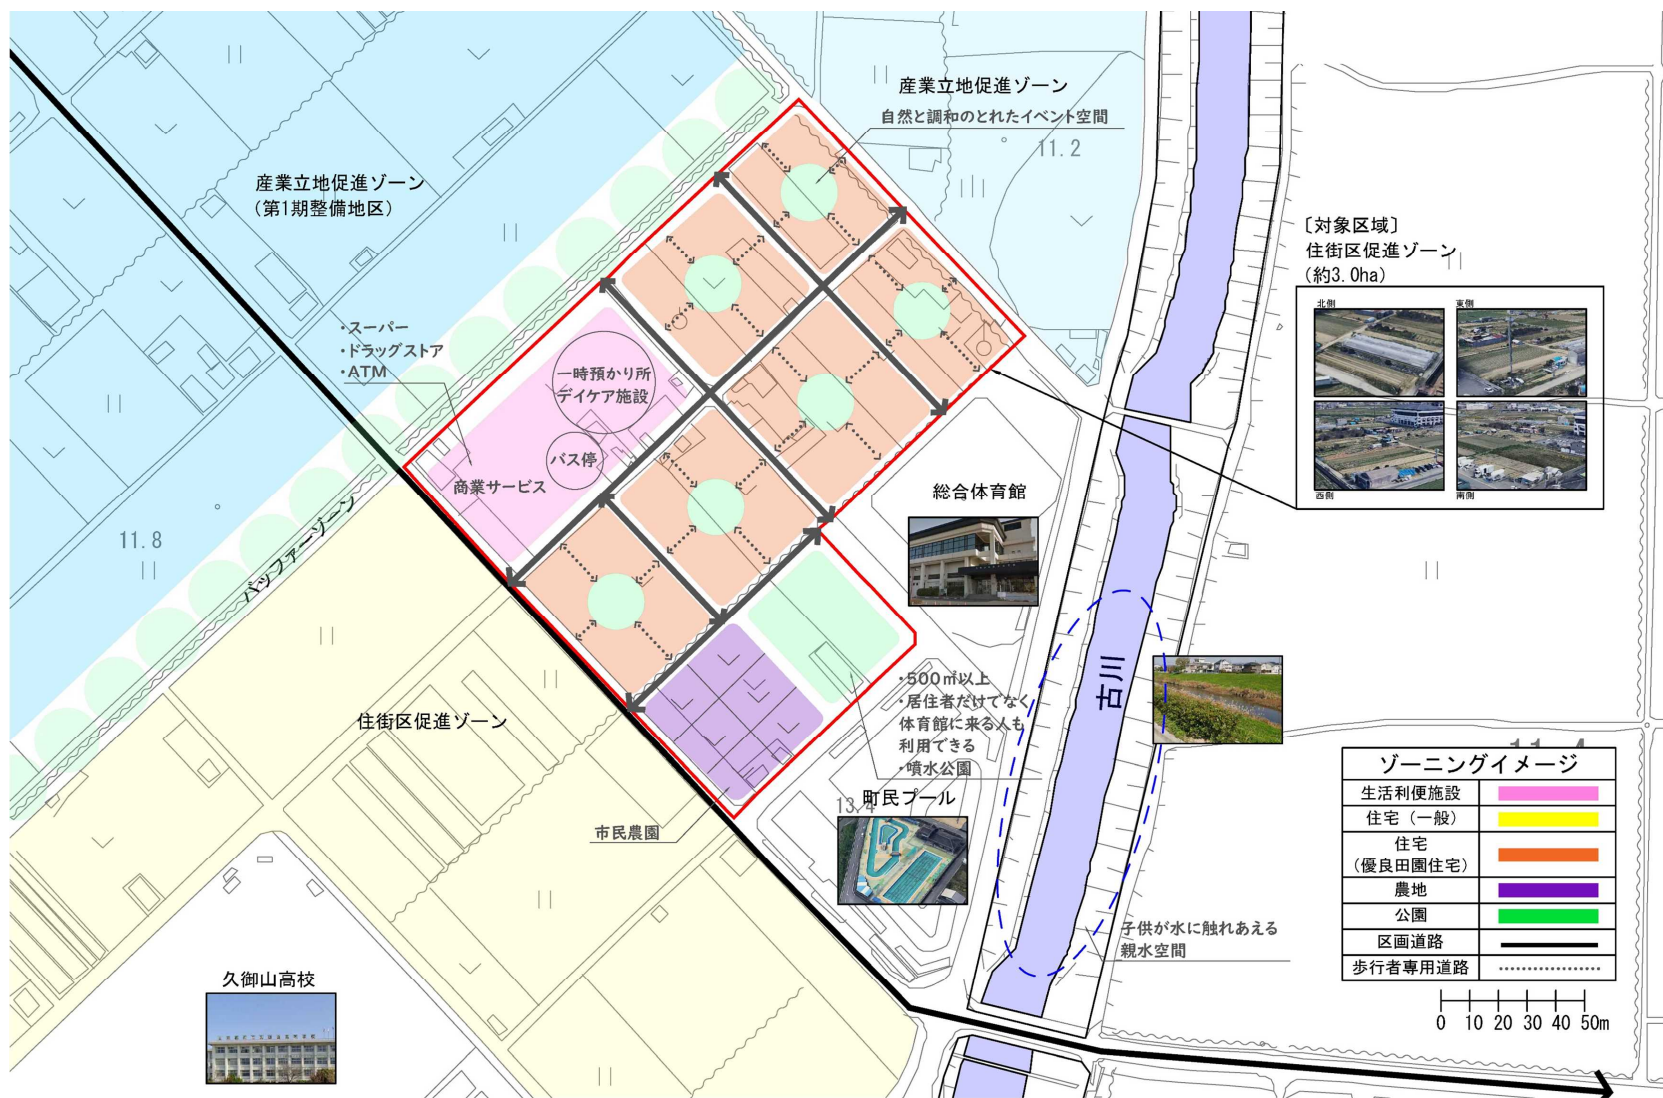 産業立地促進ゾーン
自然と調和のとれたイベント空間
11.2
産業立地促進ゾーン
(第1期整備地区)
〔対象区域〕
住街区促進ゾーン
(約3.0ha)
北側
東側
西側
南側
・スーパー
・ドラッグストア
・ATM
一時預かり所
デイケア施設
バス停
商業サービス
総合体育館
11.8
バッファーゾーン
古川
・500㎡以上
・居住者だけでなく
体育館に来る人も
利用できる
・噴水公園
住街区促進ゾーン
町民プール
13.4
市民農園
子供が水に触れあえる
親水空間
久御山高校
11.4
ゾーニングイメージ
生活利便施設
住宅(一般)
住宅
(優良田園住宅)
農地
公園
区画道路
歩行者専用道路
0 10 20 30 40 50m